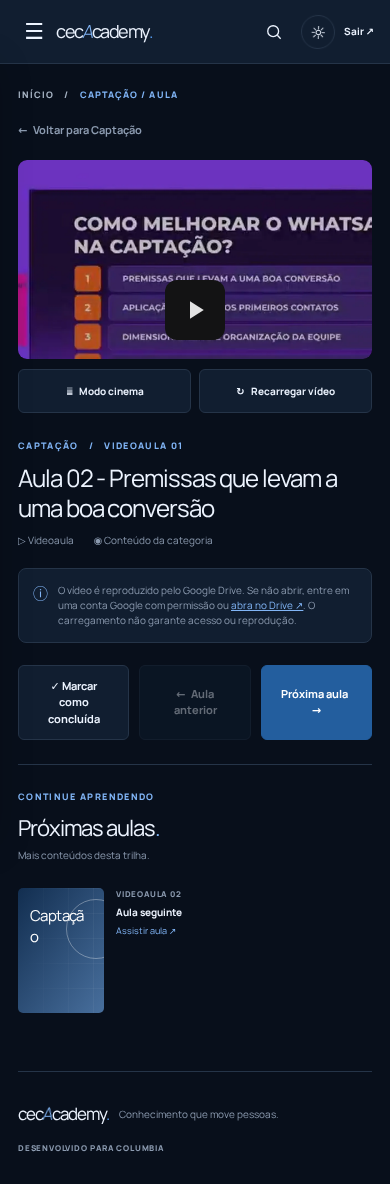 ☰ cecAcademy.
Sair ↗
INÍCIO / CAPTAÇÃO / AULA
← Voltar para Captação
COMO MELHORAR O WHATSA
NA CAPTAÇÃO?
1 PREMISSAS QUE LEVAM A UMA BOA CONVERSÃO
2 APLICAÇ OS PRIMEIROS CONTATOS
3 DIMENSION ORGANIZAÇÃO DA EQUIPE
Modo cinema
↻ Recarregar vídeo
CAPTAÇÃO / VIDEOAULA 01
Aula 02 - Premissas que levam a
uma boa conversão
▷ Videoaula ◉ Conteúdo da categoria
ⓘ O vídeo é reproduzido pelo Google Drive. Se não abrir, entre em
uma conta Google com permissão ou abra no Drive ↗. O
carregamento não garante acesso ou reprodução.
✓ Marcar
como
concluída
← Aula
anterior
Próxima aula
→
CONTINUE APRENDENDO
Próximas aulas.
Mais conteúdos desta trilha.
Captaçã
o
VIDEOAULA 02
Aula seguinte
Assistir aula ↗
cecAcademy. Conhecimento que move pessoas.
DESENVOLVIDO PARA COLUMBIA